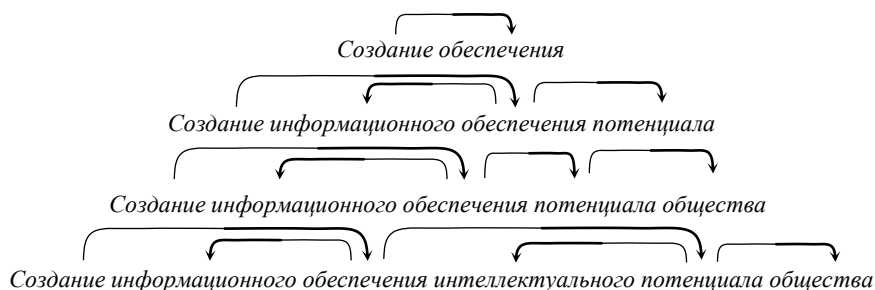 Создание обеспечения
Создание информационного обеспечения потенциала
Создание информационного обеспечения потенциала общества
Создание информационного обеспечения интеллектуального потенциала общества